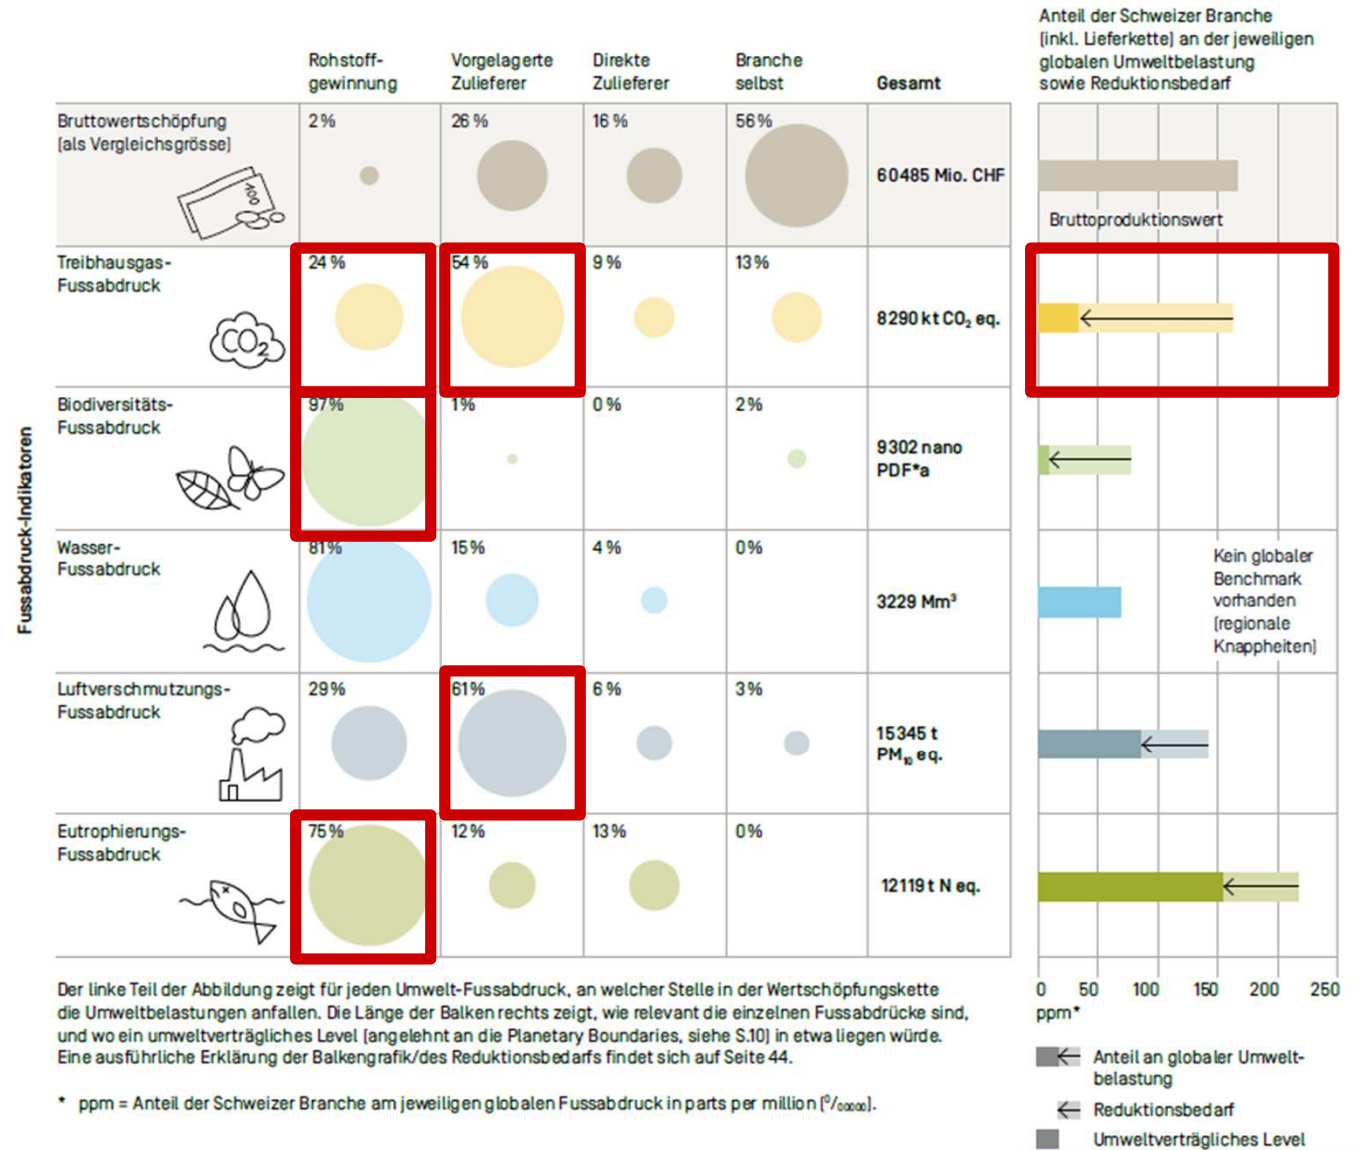 Anteil der Schweizer Branche
(inkl. Lieferkette) an der jeweiligen
globalen Umweltbelastung
sowie Reduktionsbedarf
Rohstoff-
gewinnung
Vorgelagerte
Zulieferer
Direkte
Zulieferer
Branche
selbst
Gesamt
Bruttowertschöpfung
(als Vergleichsgrösse)
100
2 %
26 %
16 %
56 %
60485 Mio. CHF
Bruttoproduktionswert
Fussabdruck-Indikatoren
Treibhausgas-
Fussabdruck
CO2
24 %
54 %
9 %
13 %
8290 kt CO₂ eq.
Biodiversitäts-
Fussabdruck
97%
1%
0 %
2%
9302 nano
PDF*a
Wasser-
Fussabdruck
81%
15%
4 %
0%
3229 Mm³
Kein globaler
Benchmark
vorhanden
(regionale
Knappheiten)
Luftverschmutzungs-
Fussabdruck
29%
61%
6 %
3%
15345 t
PM₁₀ eq.
Eutrophierungs-
Fussabdruck
75%
12%
13 %
0%
12119 t N eq.
0 50 100 150 200 250
ppm*
Der linke Teil der Abbildung zeigt für jeden Umwelt-Fussabdruck, an welcher Stelle in der Wertschöpfungskette
die Umweltbelastungen anfallen. Die Länge der Balken rechts zeigt, wie relevant die einzelnen Fussabdrücke sind,
und wo ein umweltverträgliches Level (angelehnt an die Planetary Boundaries, siehe S.10) in etwa liegen würde.
Eine ausführliche Erklärung der Balkengrafik/des Reduktionsbedarfs findet sich auf Seite 44.
* ppm = Anteil der Schweizer Branche am jeweiligen globalen Fussabdruck in parts per million (⁰/₀₀₀₀₀).
Anteil an globaler Umwelt-
belastung
Reduktionsbedarf
Umweltverträgliches Level